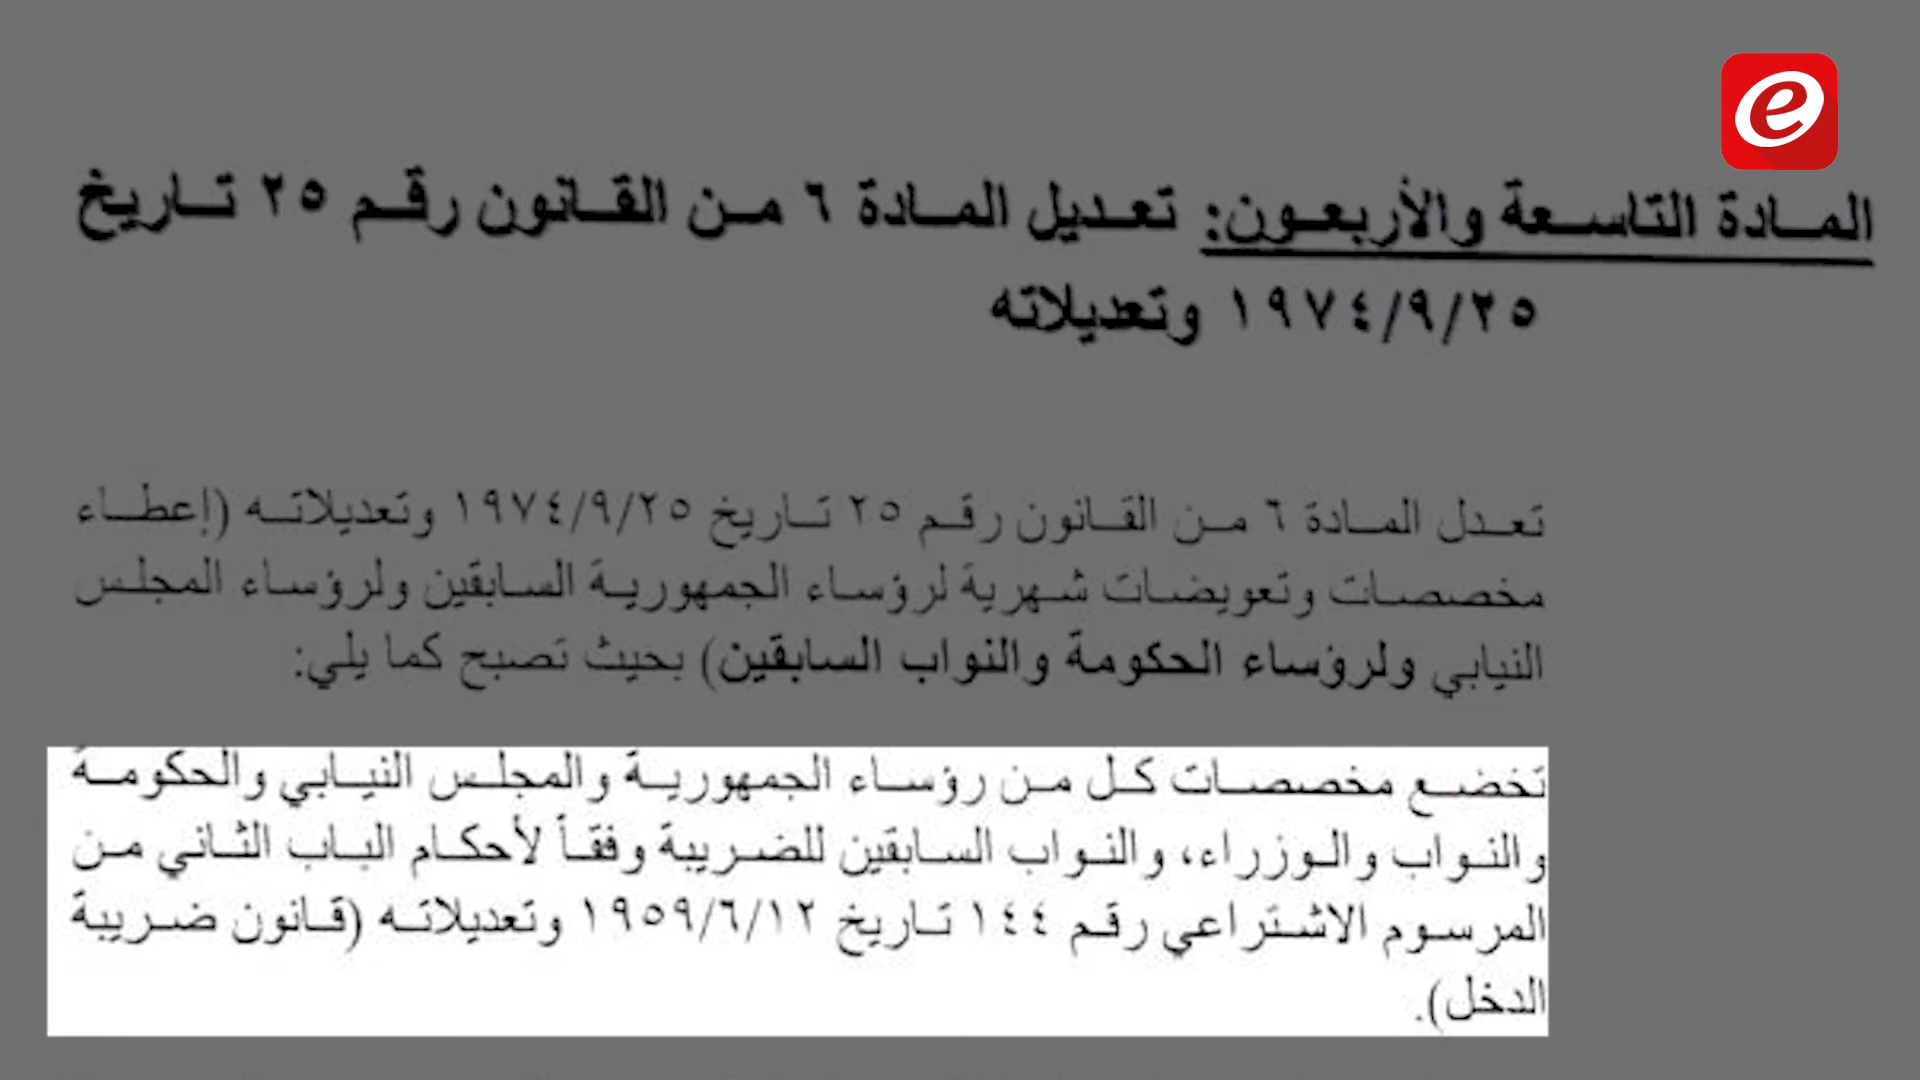 e
المادة التاسعة والأربعون: تعديل المادة ٦ من القانون رقم ٢٥ تاريخ
٢٥/٩/١٩٧٤ وتعديلاته
تعدل المادة ٦ من القانون رقم ٢٥ تاريخ ٢٥/٩/١٩٧٤ وتعديلاته (إعطاء
مخصصات وتعويضات شهرية لرؤساء الجمهورية السابقين ولرؤساء المجلس
النيابي ولرؤساء الحكومة والنواب السابقين) بحيث تصبح كما يلي:
تخضع مخصصات كل من رؤساء الجمهورية والمجلس النيابي والحكومة
والنواب والوزراء، والنواب السابقين للضريبة وفقاً لأحكام الباب الثاني من
المرسوم الاشتراعي رقم ١٤٤ تاريخ ١٢/٦/١٩٥٩ وتعديلاته (قانون ضريبة
الدخل).